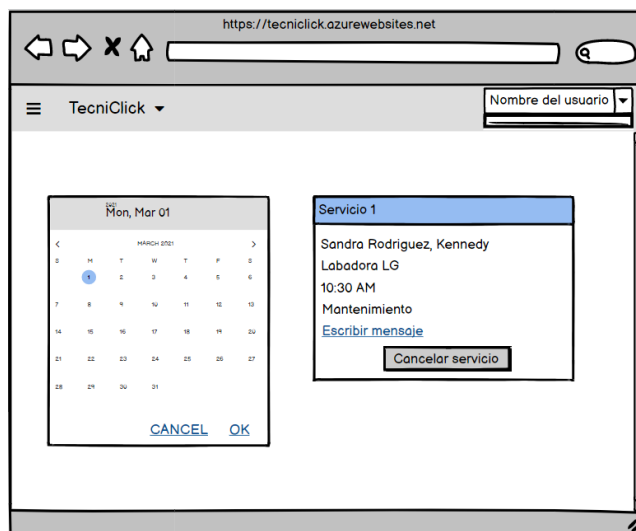 https://tecniclick.azurewebsites.net
TecniClick
Nombre del usuario
2021
Mon, Mar 01
MARCH 2021
S M T W T F S
1 2 3 4 5 6
7 8 9 10 11 12 13
14 15 16 17 18 19 20
21 22 23 24 25 26 27
28 29 30 31
CANCEL OK
Servicio 1
Sandra Rodriguez, Kennedy
Labadora LG
10:30 AM
Mantenimiento
Escribir mensaje
Cancelar servicio